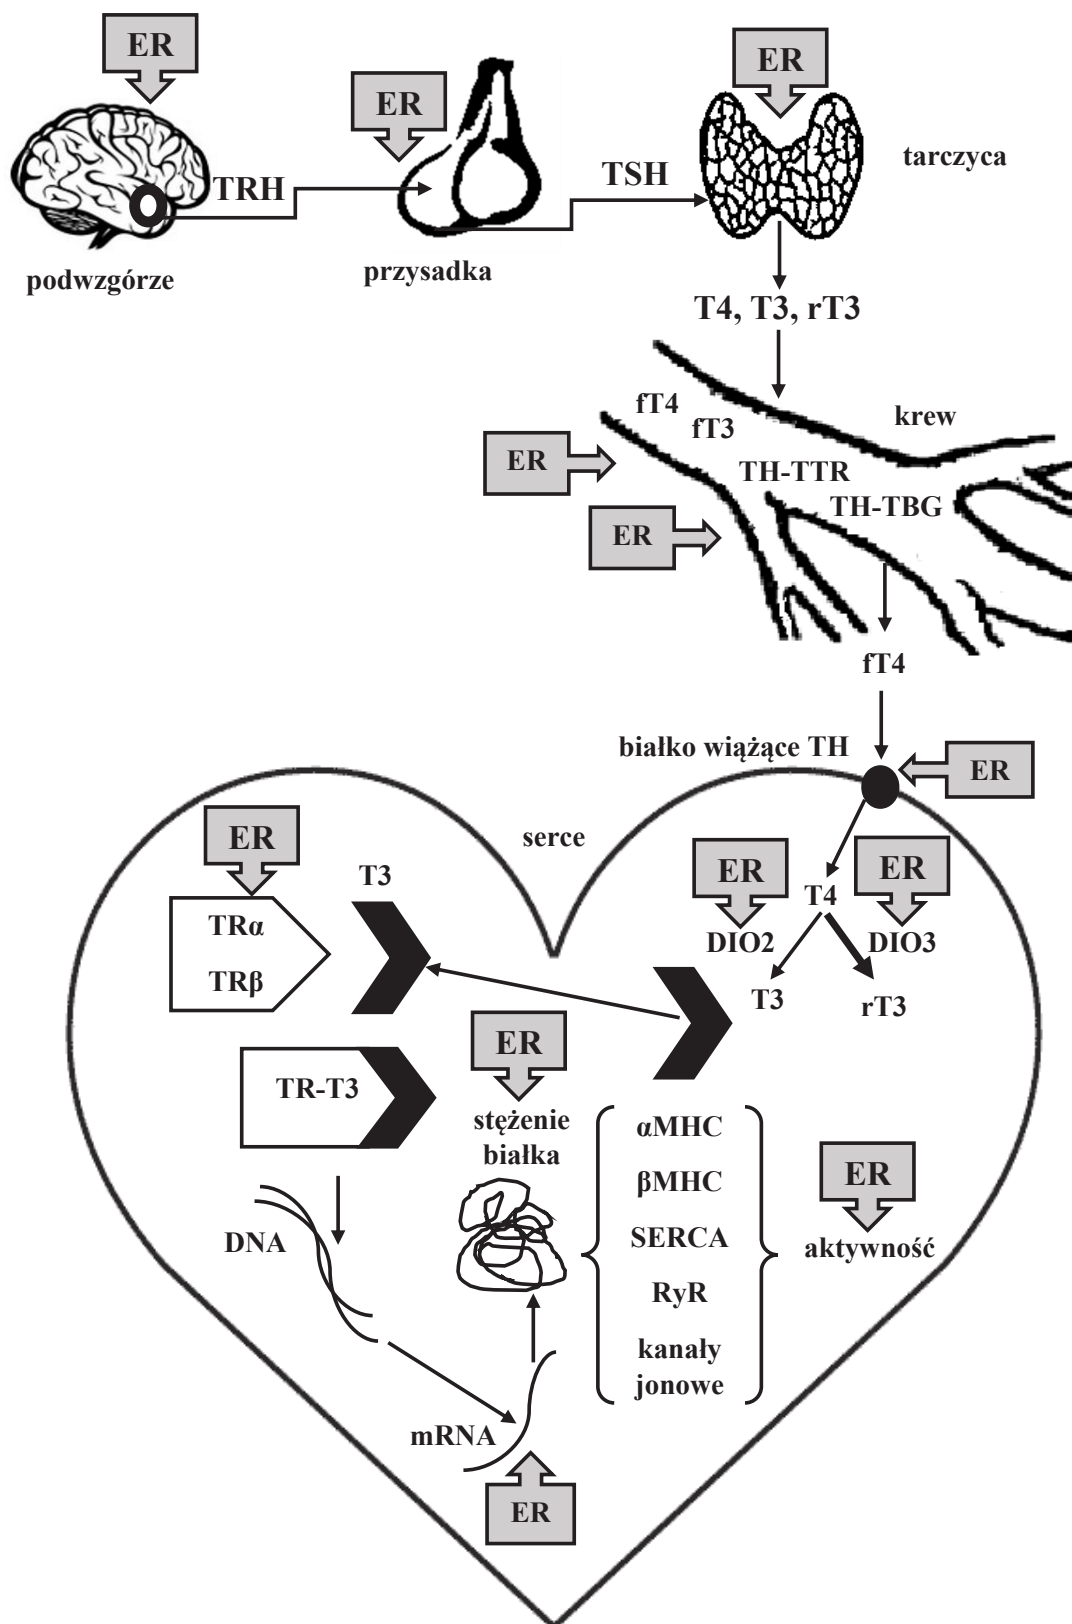 ER
ER
ER
TRH
TSH
tarczyca
podwzgórze
przysadka
T4, T3, rT3
fT4
fT3
krew
ER
TH-TTR
TH-TBG
ER
fT4
białko wiążące TH
ER
serce
ER
T3
ER
ER
T4
TRα
TRβ
DIO2
DIO3
T3
rT3
ER
TR-T3
stężenie
białka
αMHC
βMHC
SERCA
RyR
kanały
jonowe
ER
aktywność
DNA
mRNA
ER